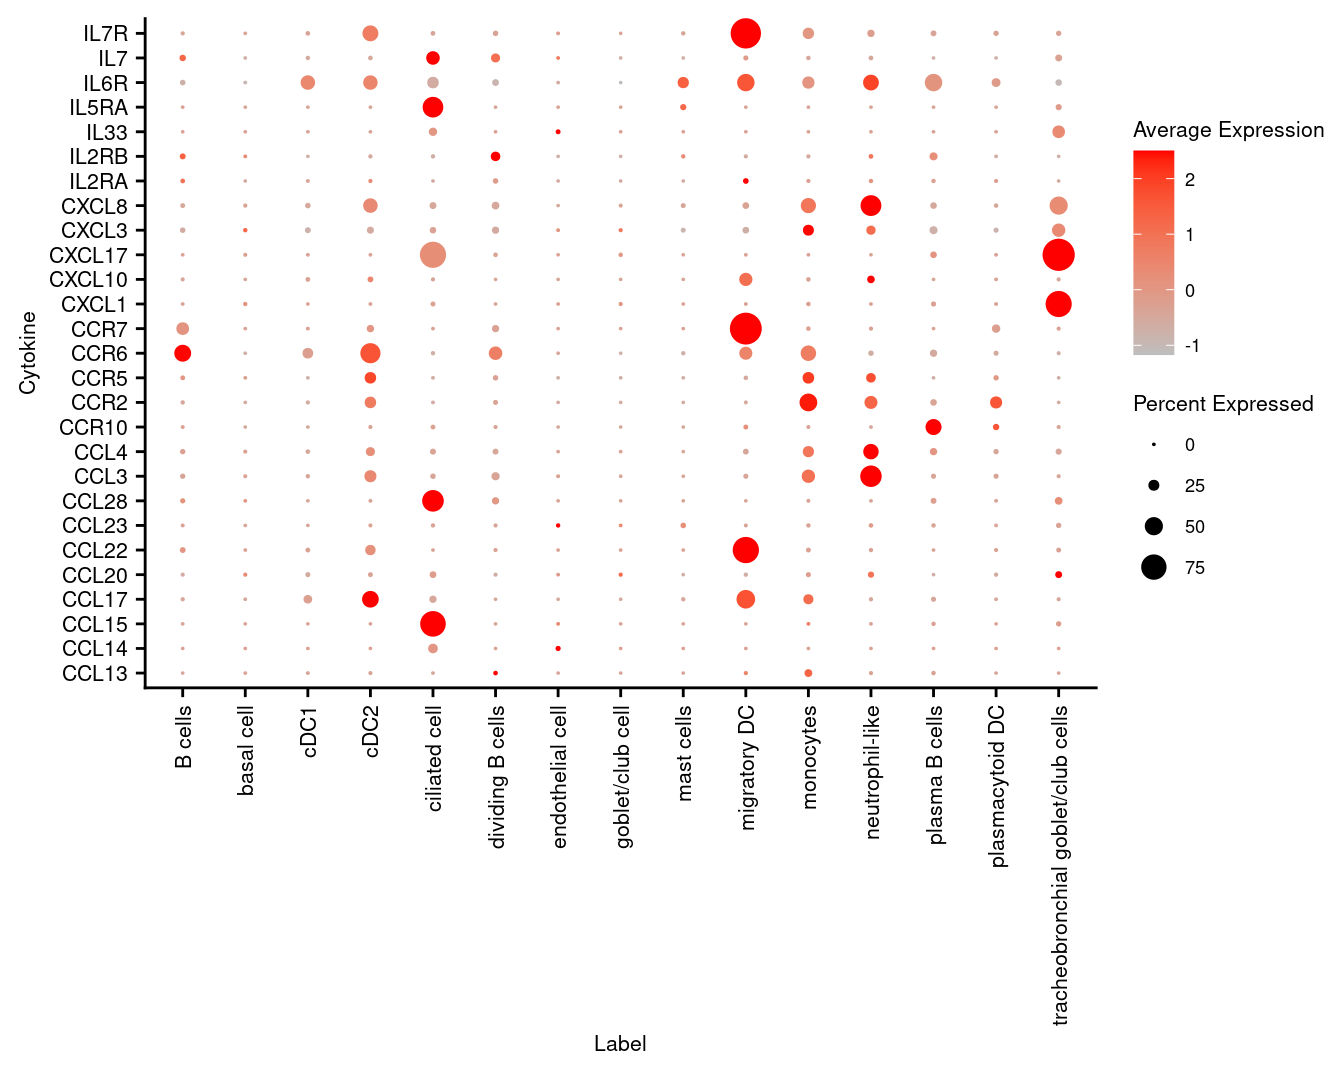 IL7R
IL7
IL6R
IL5RA
IL33
IL2RB
IL2RA
CXCL8
CXCL3
CXCL17
CXCL10
CXCL1
CCR7
CCR6
CCR5
CCR2
CCR10
CCL4
CCL3
CCL28
CCL23
CCL22
CCL20
CCL17
CCL15
CCL14
CCL13
Cytokine
B cells
basal cell
cDC1
cDC2
ciliated cell
dividing B cells
endothelial cell
goblet/club cell
mast cells
migratory DC
monocytes
neutrophil-like
plasma B cells
plasmacytoid DC
tracheobronchial goblet/club cells
Label
Average Expression
2
1
0
-1
Percent Expressed
0
25
50
75